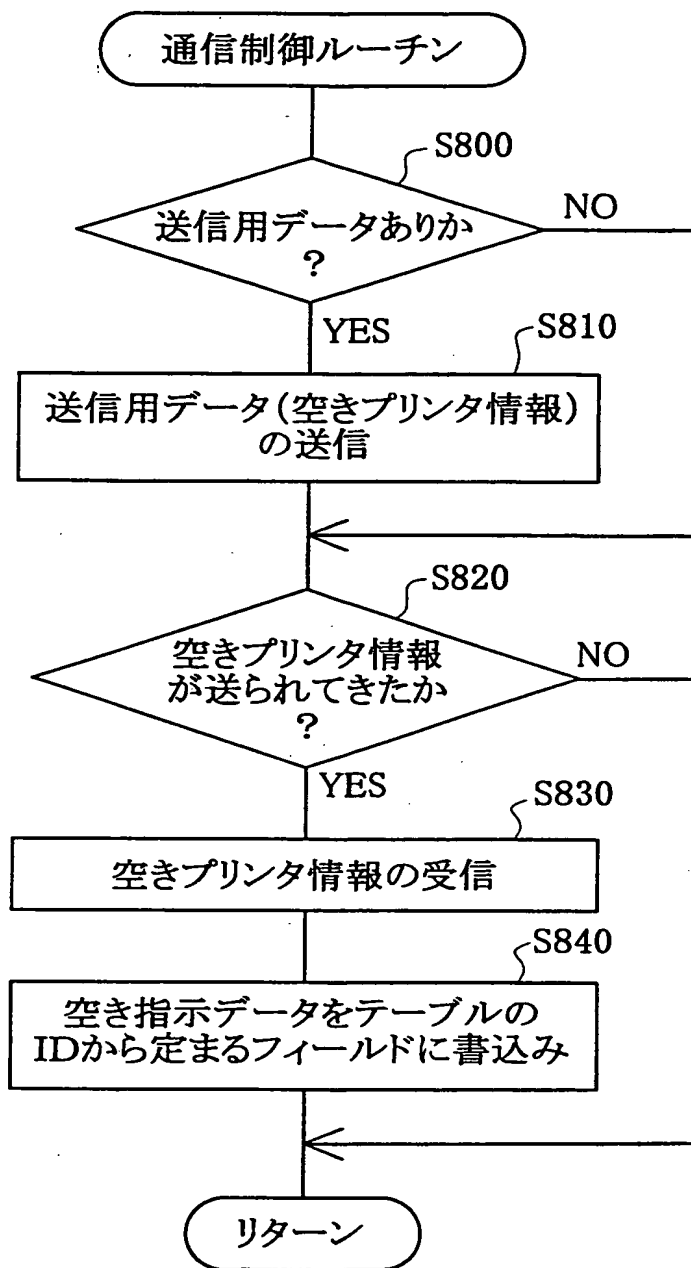 通信制御ルーチン
S800
送信用データありか
?
NO
YES
S810
送信用データ(空きプリンタ情報)
の送信
S820
空きプリンタ情報
が送られてきたか
?
NO
YES
S830
空きプリンタ情報の受信
S840
空き指示データをテーブルの
IDから定まるフィールドに書込み
リターン